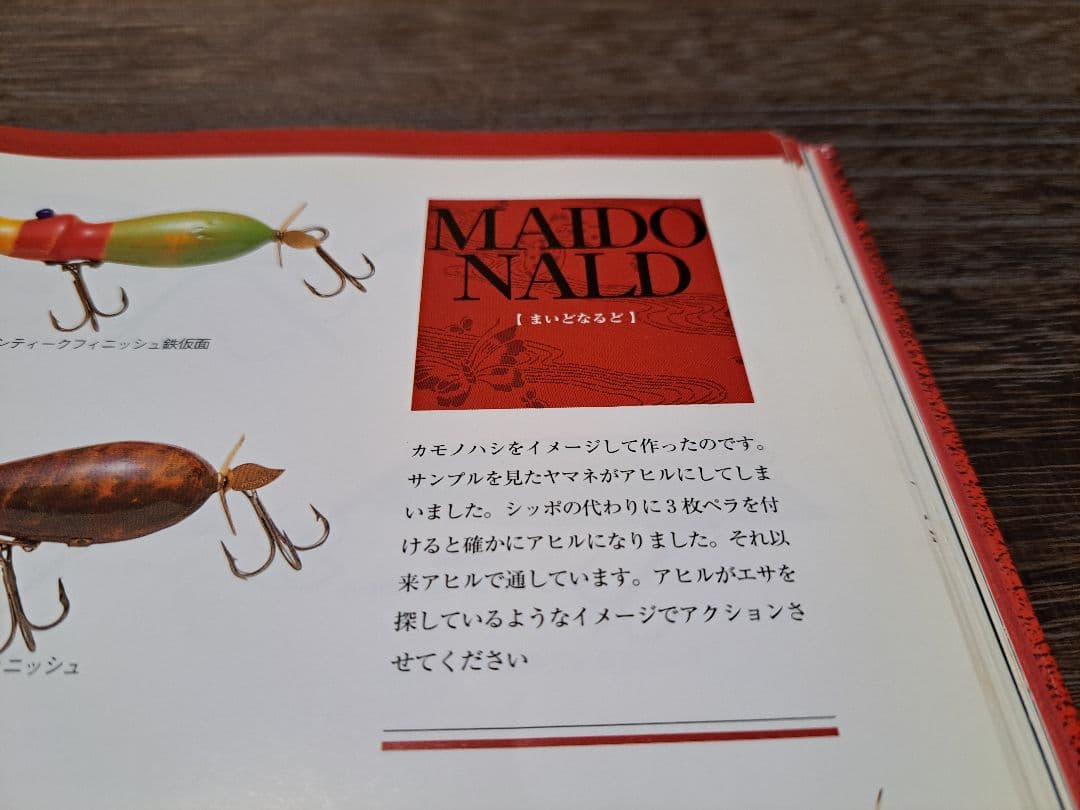 MAIDO
NALD
【まいどなるど】
ンティークフィニッシュ鉄仮面
カモノハシをイメージして作ったのです。
サンプルを見たヤマネがアヒルにしてしま
いました。シッポの代わりに3枚ペラを付
けると確かにアヒルになりました。それ以
来アヒルで通しています。アヒルがエサを
探しているようなイメージでアクションさ
せてください
ニッシュ